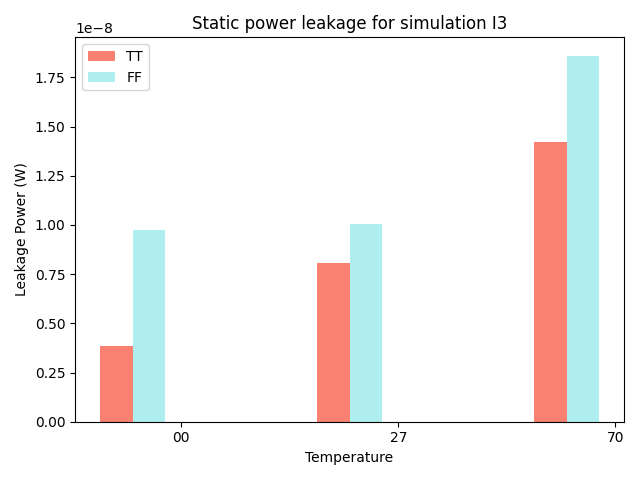 Static power leakage for simulation I3
1e−8
TT
FF
1.75
1.50
1.25
1.00
0.75
0.50
0.25
0.00
Leakage Power (W)
00
27
70
Temperature